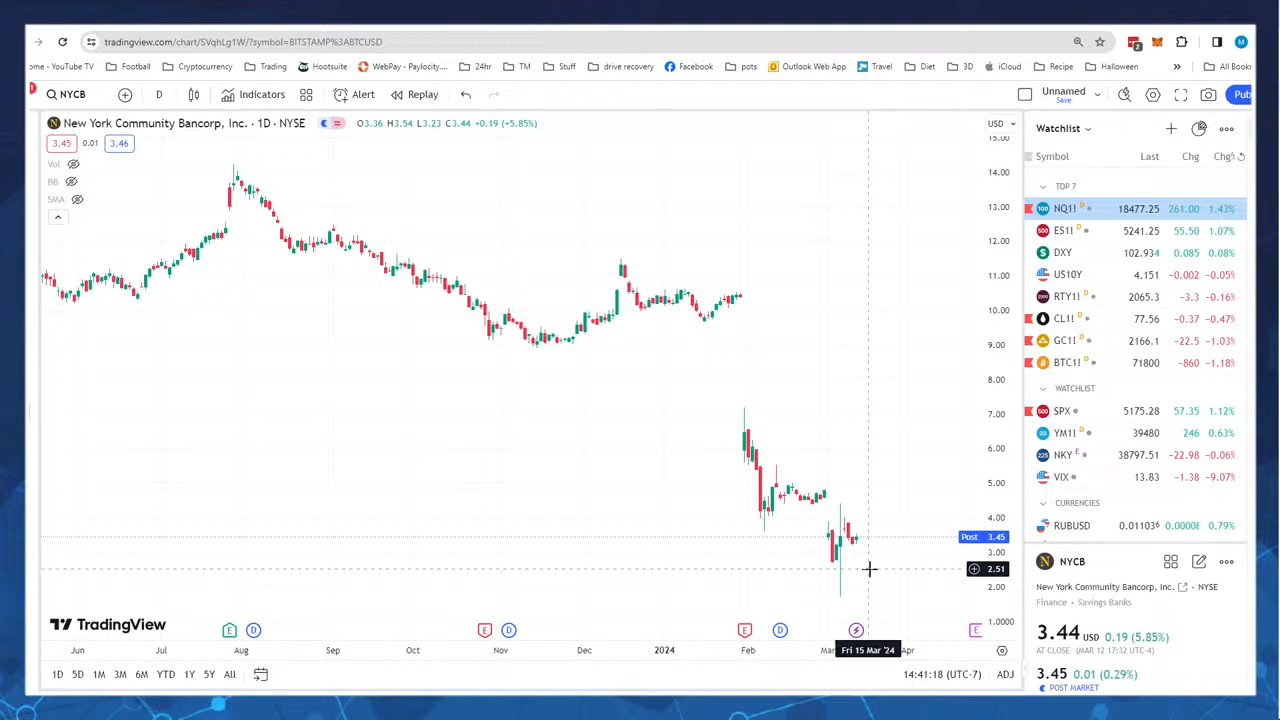 tradingview.com/chart/SVqhLg1W/?symbol=BITSTAMP%3ABTCUSD
2
M
ome - YouTube TV Football Cryptocurrency Trading Hootsuite WebPay - Paylocity... 24hr TM Stuff drive recovery Facebook pots Outlook Web App Travel Diet 3D iCloud Recipe Halloween » All Book
NYCB D Indicators Alert Replay Unnamed Save Pub
New York Community Bancorp, Inc. · 1D · NYSE O3.36 H3.54 L3.23 C3.44 +0.19 (+5.85%) USD
3.45 0.01 3.46
Vol
BB
SMA
15.00
14.00
13.00
12.00
11.00
10.00
9.00
8.00
7.00
6.00
5.00
4.00
Post 3.45
3.00
2.51
2.00
1.0000
TradingView
E D E D E D E
Jun Jul Aug Sep Oct Nov Dec 2024 Feb Mar Fri 15 Mar '24 Apr
1D 5D 1M 3M 6M YTD 1Y 5Y All 14:41:18 (UTC-7) ADJ
Watchlist
Symbol Last Chg Chg%
TOP 7
100 NQ1! D 18477.25 261.00 1.43%
500 ES1! D 5241.25 55.50 1.07%
$ DXY 102.934 0.085 0.08%
US10Y 4.151 -0.002 -0.05%
2000 RTY1! D 2065.3 -3.3 -0.16%
CL1! D 77.56 -0.37 -0.47%
GC1! D 2166.1 -22.5 -1.03%
BTC1! D 71800 -860 -1.18%
WATCHLIST
500 SPX 5175.28 57.35 1.12%
30 YM1! D 39480 246 0.63%
225 NKY E 38797.51 -22.98 -0.06%
VIX 13.83 -1.38 -9.07%
CURRENCIES
RUBUSD 0.011036 0.00008 0.79%
N NYCB
New York Community Bancorp, Inc. · NYSE
Finance · Savings Banks
3.44 USD 0.19 (5.85%)
AT CLOSE (MAR 12 17:32 UTC-4)
3.45 0.01 (0.29%)
POST MARKET